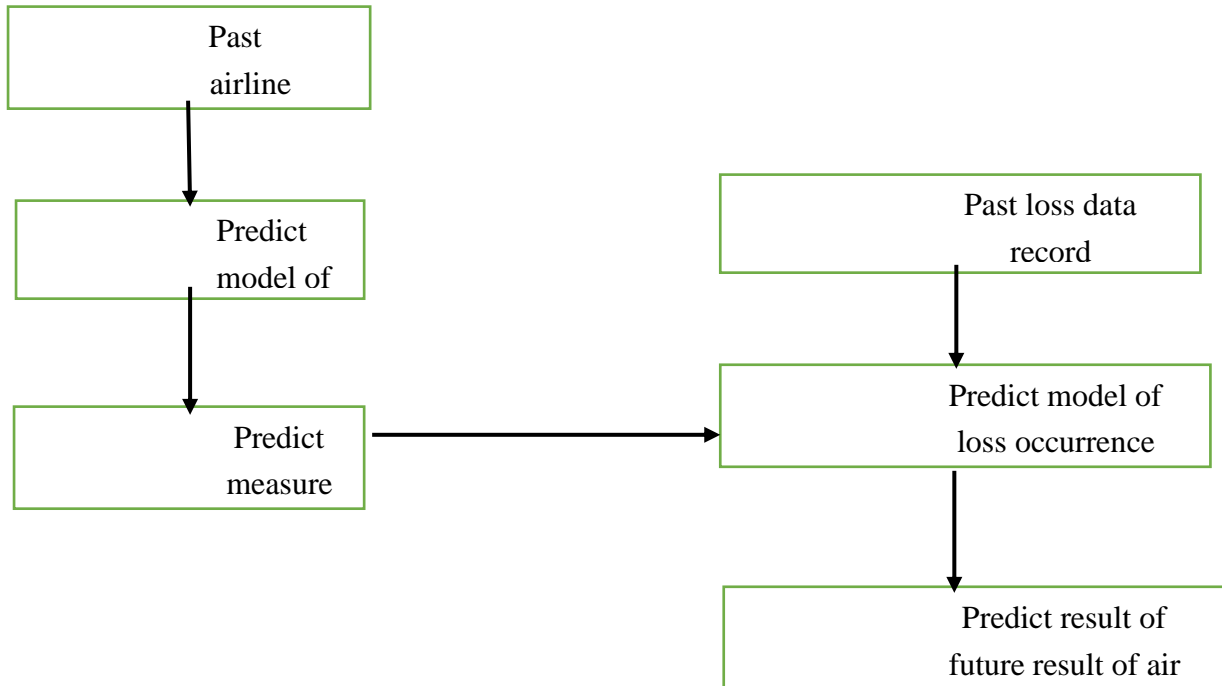 Past
airline
Predict
model of
Predict
measure
Past loss data
record
Predict model of
loss occurrence
Predict result of
future result of air